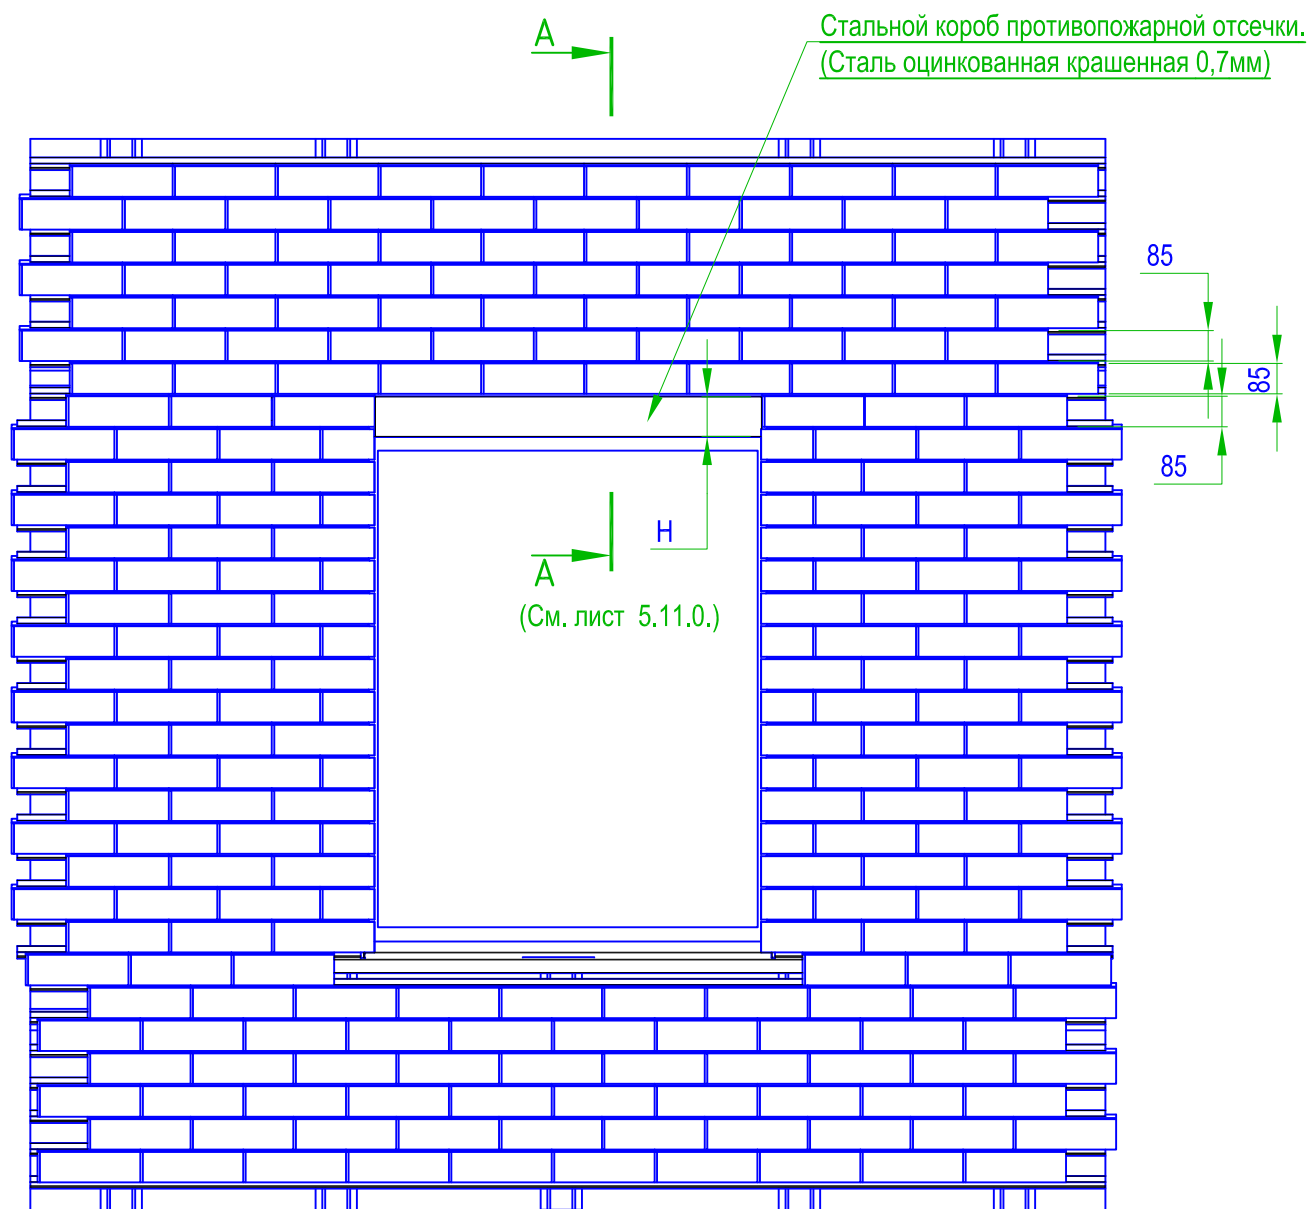 Стальной короб противопожарной отсечки.
(Сталь оцинкованная крашенная 0,7мм)
А
85
85
85
Н
А
(См. лист 5.11.0.)